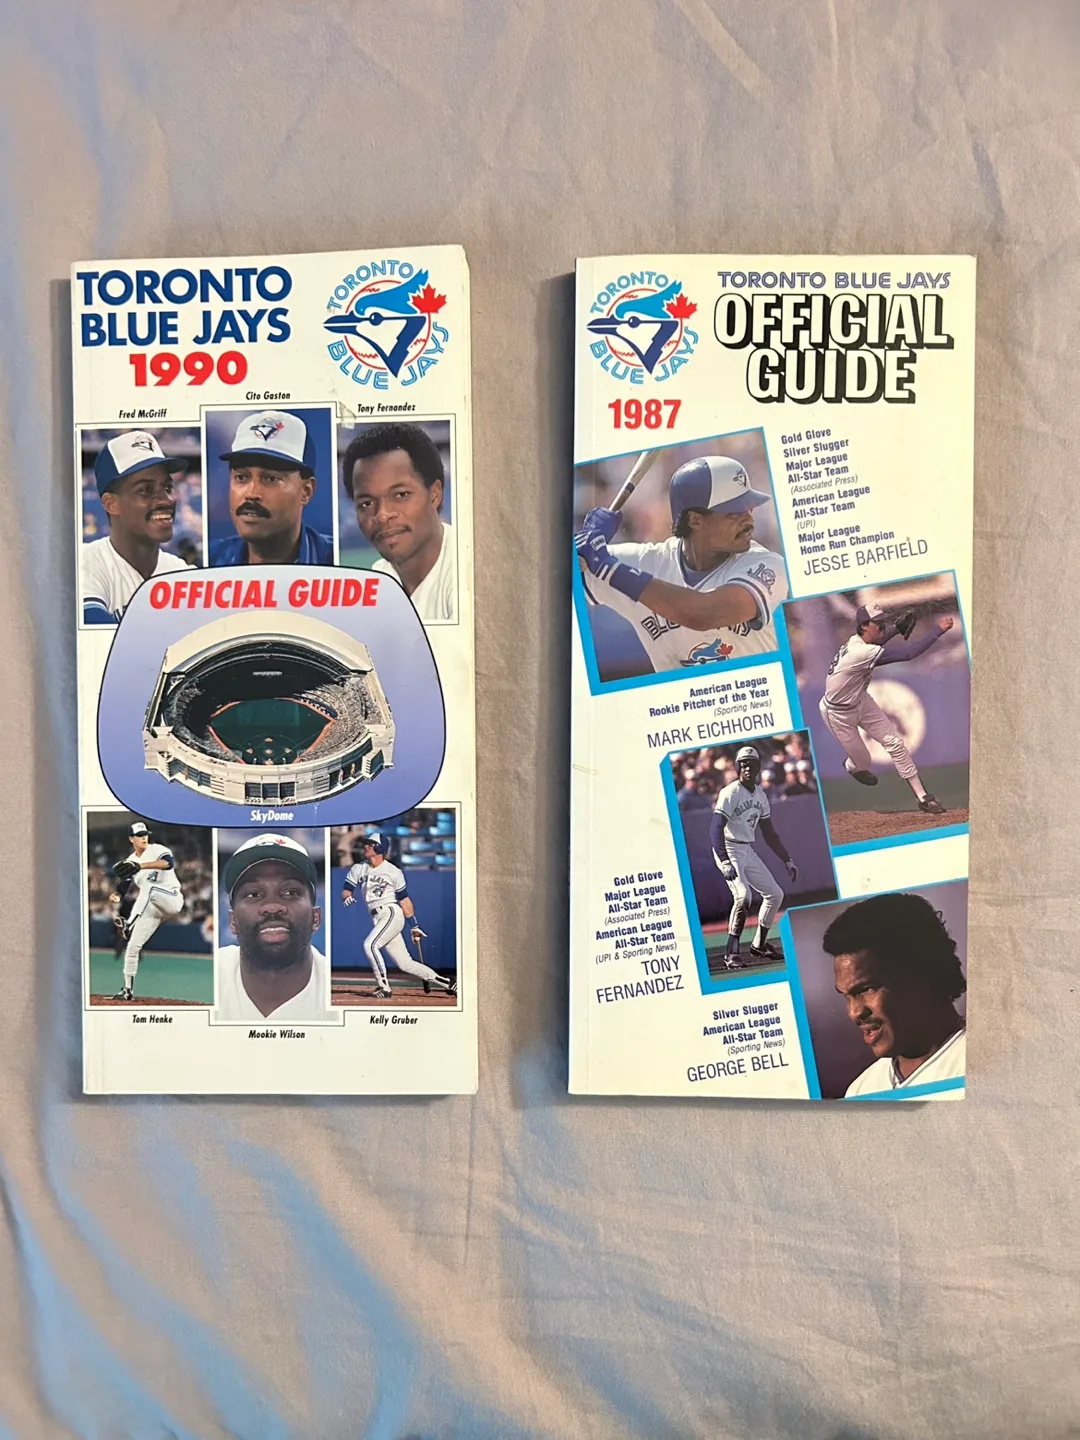 TORONTO
BLUE JAYS
1990
TORONTO
BLUE JAYS
Fred McGriff
Cito Gaston
Tony Fernandez
OFFICIAL GUIDE
SkyDome
Tom Henke
Mookie Wilson
Kelly Gruber
TORONTO
BLUE JAYS
1987
TORONTO BLUE JAYS
OFFICIAL
GUIDE
Gold Glove
Silver Slugger
Major League
All-Star Team
(Associated Press)
American League
All-Star Team
(UPI)
Major League
Home Run Champion
JESSE BARFIELD
American League
Rookie Pitcher of the Year
(Sporting News)
MARK EICHHORN
Gold Glove
Major League
All-Star Team
(Associated Press)
American League
All-Star Team
(UPI & Sporting News)
TONY
FERNANDEZ
Silver Slugger
American League
All-Star Team
(Sporting News)
GEORGE BELL